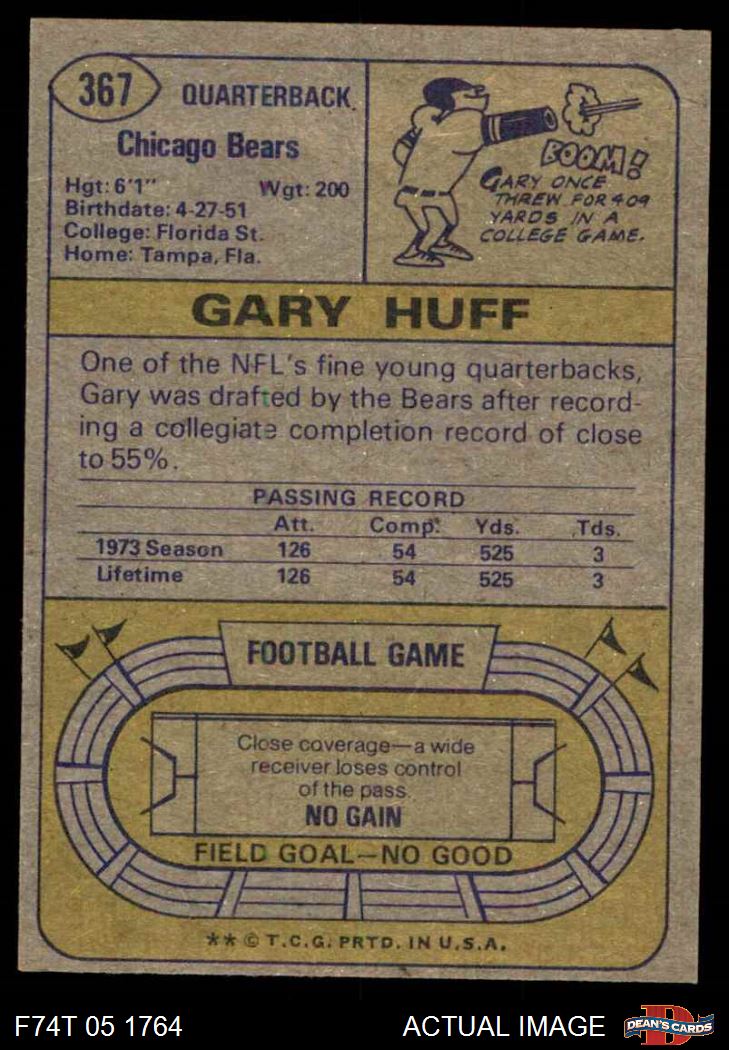 367
QUARTERBACK
Chicago Bears
Hgt: 6'1" Wgt: 200
Birthdate: 4-27-51
College: Florida St.
Home: Tampa, Fla.
BOOM!
GARY ONCE
THREW FOR 409
YARDS IN A
COLLEGE GAME.
GARY HUFF
One of the NFL's fine young quarterbacks,
Gary was drafted by the Bears after record-
ing a collegiate completion record of close
to 55%.
PASSING RECORD
Att. Comp. Yds. Tds.
1973 Season 126 54 525 3
Lifetime 126 54 525 3
FOOTBALL GAME
Close coverage—a wide
receiver loses control
of the pass.
NO GAIN
FIELD GOAL—NO GOOD
** © T.C.G. PRTD. IN U.S.A.
F74T 05 1764 ACTUAL IMAGE
DEAN'S CARDS